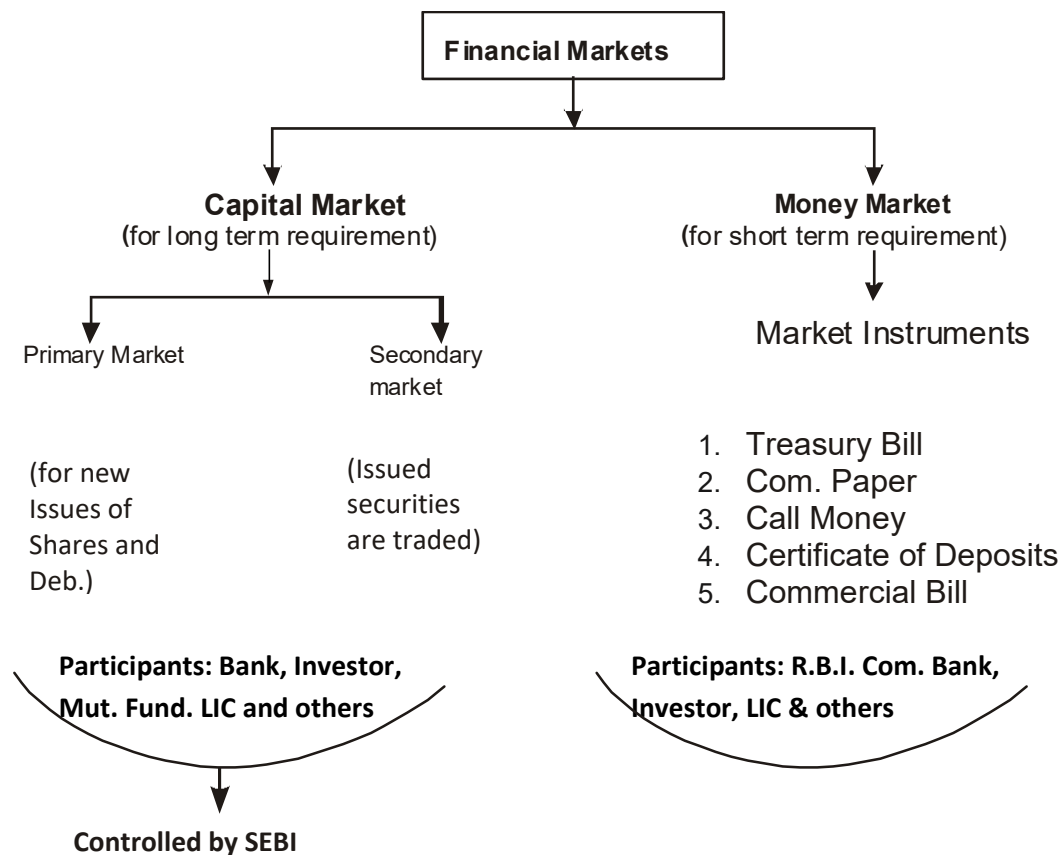 Financial Markets
Capital Market
(for long term requirement)
Money Market
(for short term requirement)
Primary Market
Secondary
market
Market Instruments
(for new
Issues of
Shares and
Deb.)
(Issued
securities
are traded)
1. Treasury Bill
2. Com. Paper
3. Call Money
4. Certificate of Deposits
5. Commercial Bill
Participants: Bank, Investor,
Mut. Fund. LIC and others
Participants: R.B.I. Com. Bank,
Investor, LIC & others
Controlled by SEBI